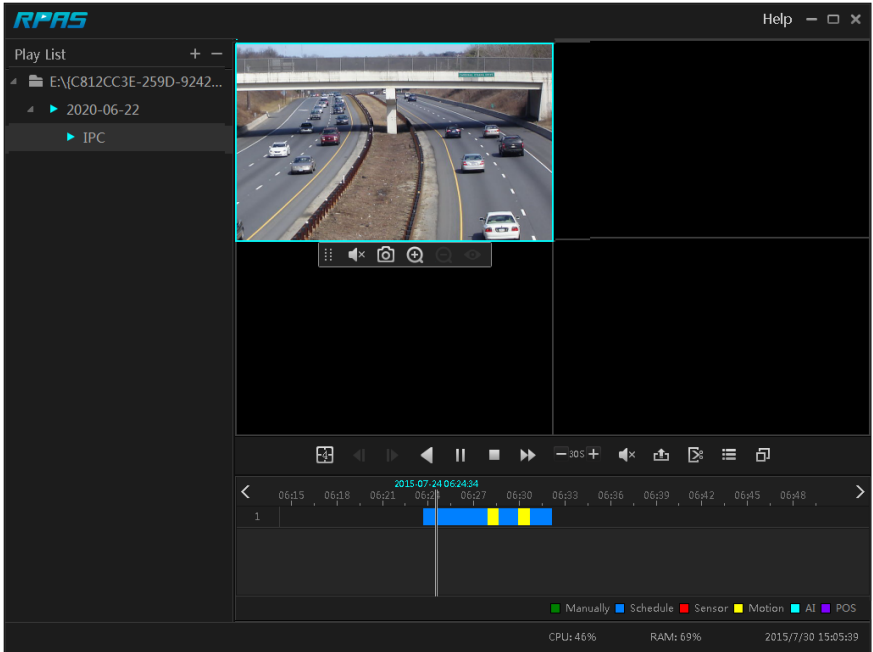 RPAS
Help
Play List
E:\{C812CC3E-259D-9242...
2020-06-22
IPC
4
30S
2015-07-24 06:24:34
06:15 06:18 06:21 06:24 06:27 06:30 06:33 06:36 06:39 06:42 06:45 06:48
1
Manually Schedule Sensor Motion AI POS
CPU: 46% RAM: 69% 2015/7/30 15:05:39